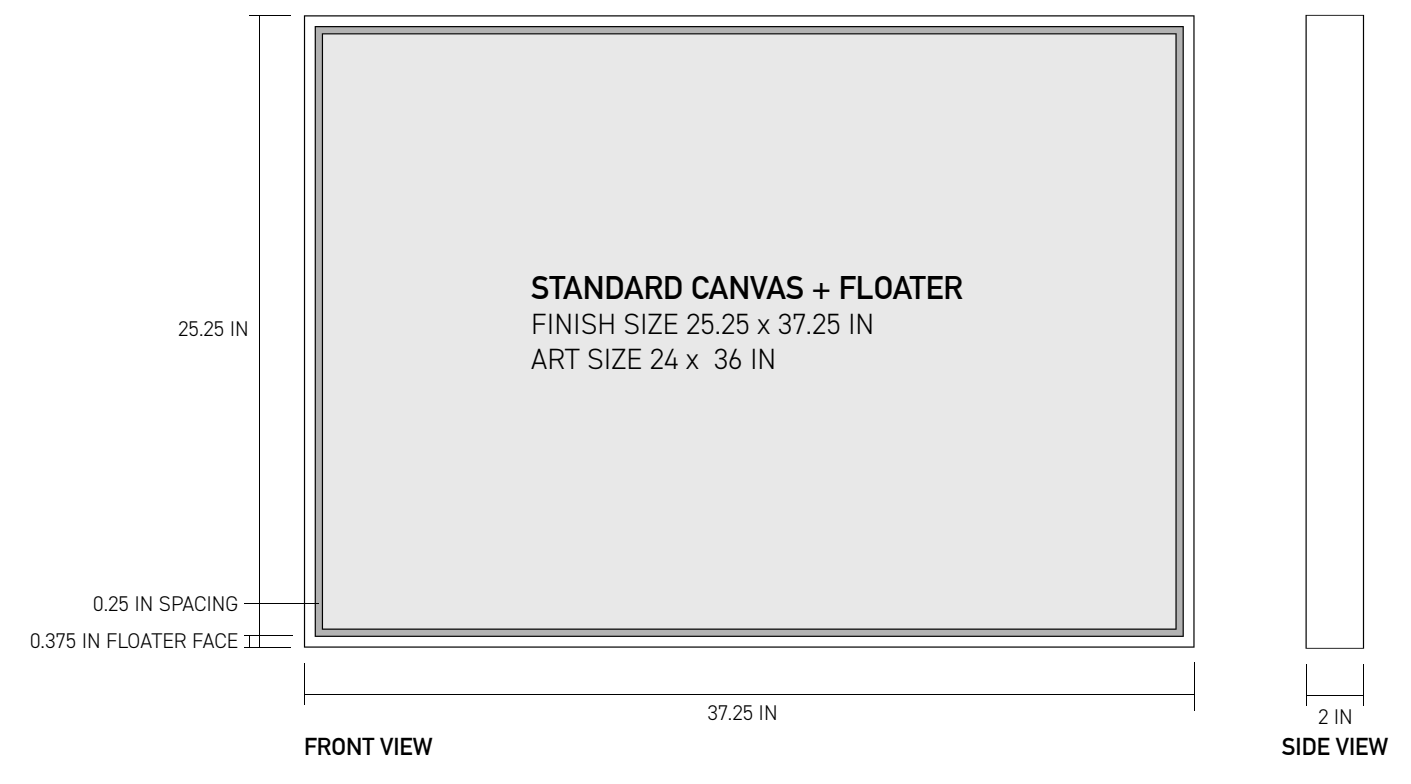 STANDARD CANVAS + FLOATER
FINISH SIZE 25.25 x 37.25 IN
ART SIZE 24 x 36 IN
25.25 IN
0.25 IN SPACING
0.375 IN FLOATER FACE
37.25 IN
2 IN
FRONT VIEW
SIDE VIEW